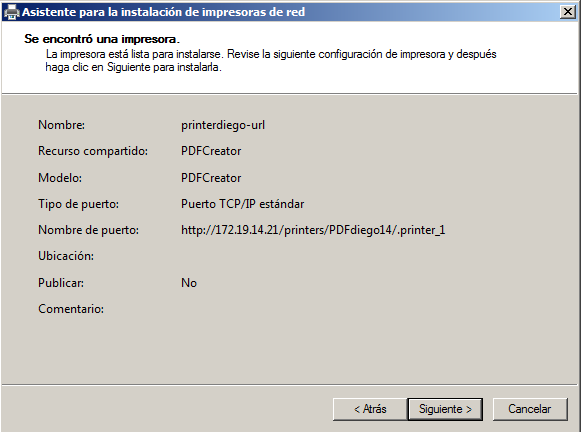 Asistente para la instalación de impresoras de red
Se encontró una impresora.
La impresora está lista para instalarse. Revise la siguiente configuración de impresora y después
haga clic en Siguiente para instalarla.
Nombre: printerdiego-url
Recurso compartido: PDFCreator
Modelo: PDFCreator
Tipo de puerto: Puerto TCP/IP estándar
Nombre de puerto: http://172.19.14.21/printers/PDFdiego14/.printer_1
Ubicación:
Publicar: No
Comentario:
< Atrás Siguiente > Cancelar